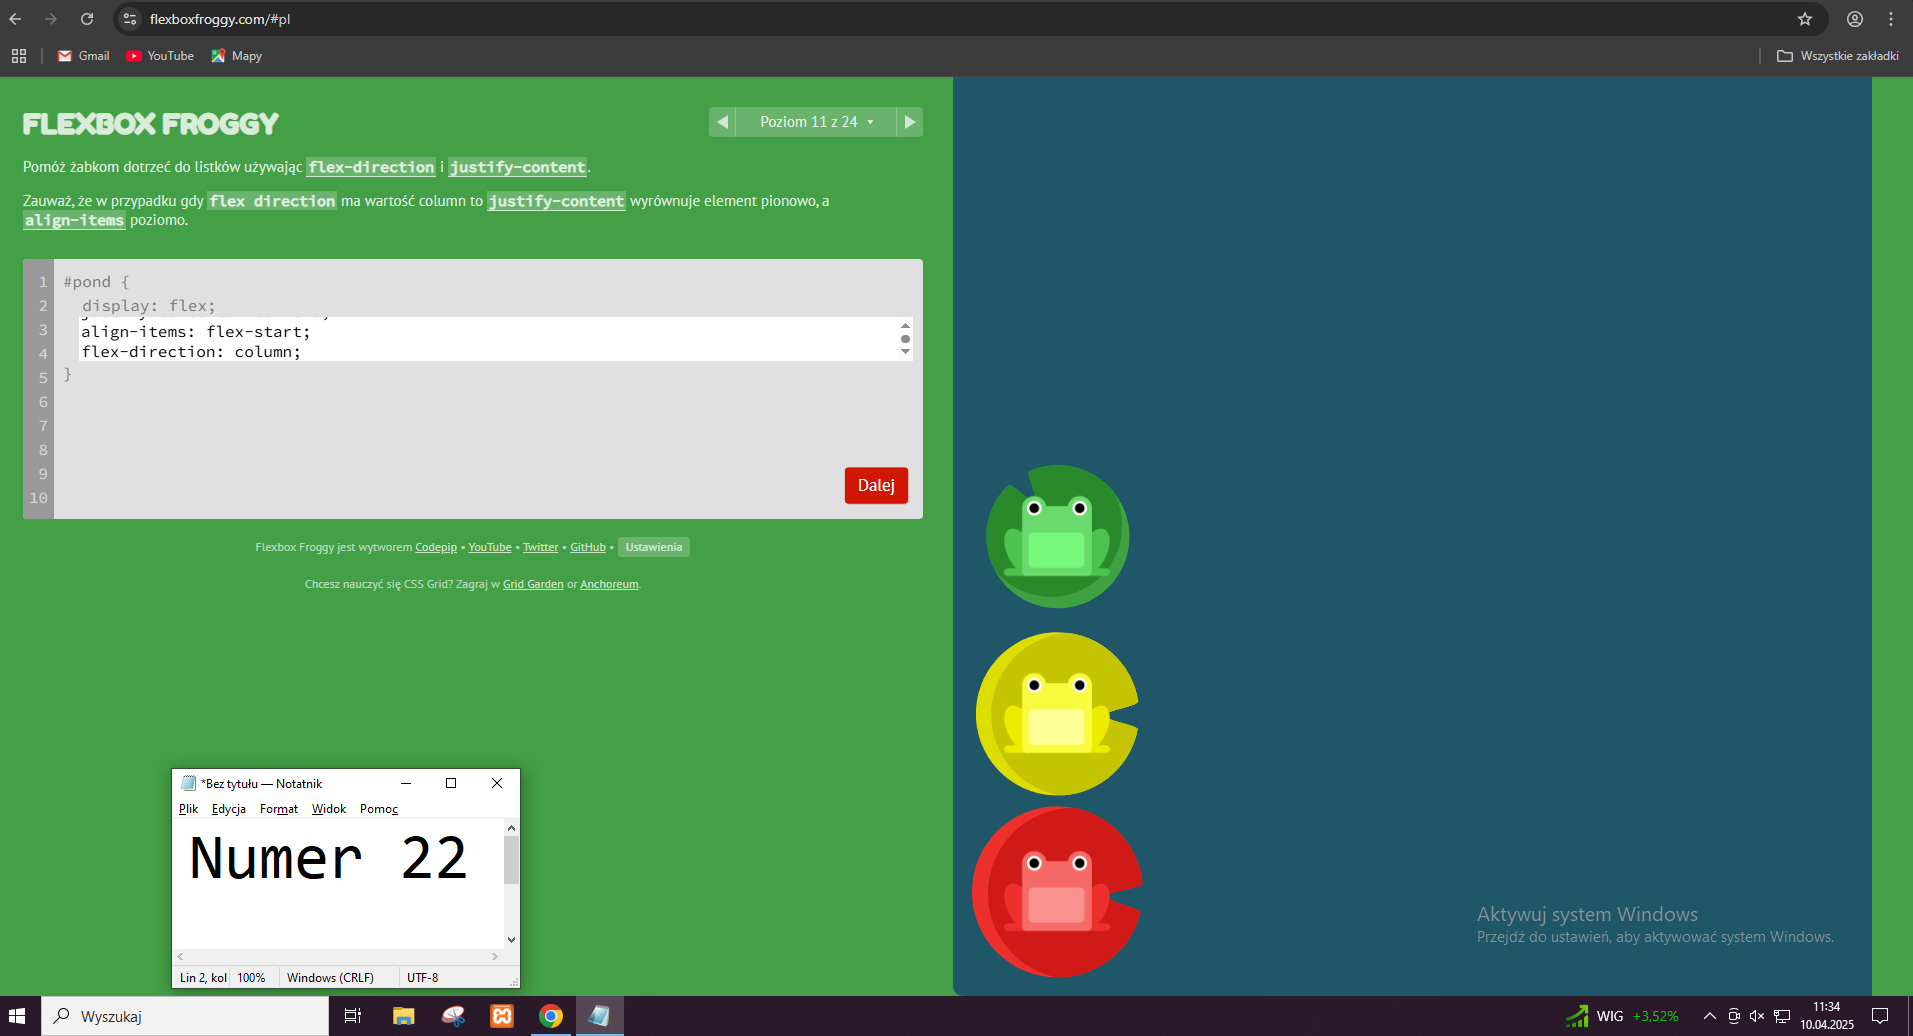 flexboxfroggy.com/#pl
Gmail
YouTube
Mapy
Wszystkie zakładki
FLEXBOX FROGGY
Poziom 11 z 24
Pomóż żabkom dotrzeć do listków używając flex-direction i justify-content.
Zauważ, że w przypadku gdy flex direction ma wartość column to justify-content wyrównuje element pionowo, a
align-items poziomo.
1 #pond {
2 display: flex;
3 align-items: flex-start;
4 flex-direction: column;
5 }
6
7
8
9
10
Dalej
Flexbox Froggy jest wytworem Codepip • YouTube • Twitter • GitHub • Ustawienia
Chcesz nauczyć się CSS Grid? Zagraj w Grid Garden or Anchoreum.
*Bez tytułu — Notatnik
Plik Edycja Format Widok Pomoc
Numer 22
Lin 2, kol 100% Windows (CRLF) UTF-8
Aktywuj system Windows
Przejdź do ustawień, aby aktywować system Windows.
Wyszukaj
WIG +3,52%
11:34
10.04.2025